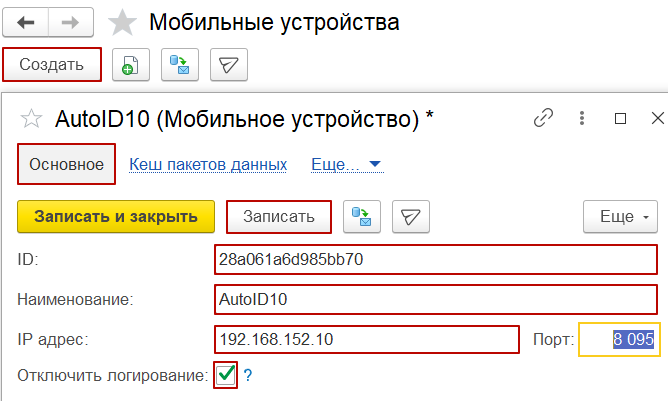 Мобильные устройства
Создать
AutoID10 (Мобильное устройство) *
Основное Кеш пакетов данных Еще...
Записать и закрыть Записать Еще
ID: 28a061a6d985bb70
Наименование: AutoID10
IP адрес: 192.168.152.10 Порт: 8 095
Отключить логирование: ?